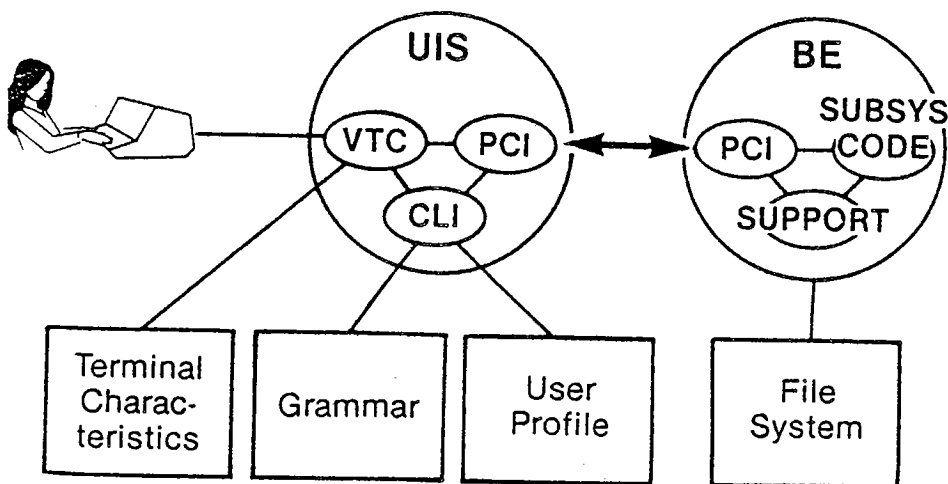 UIS
BE
VTC
PCI
CLI
PCI
SUBSYS
CODE
SUPPORT
Terminal
Charac-
teristics
Grammar
User
Profile
File
System